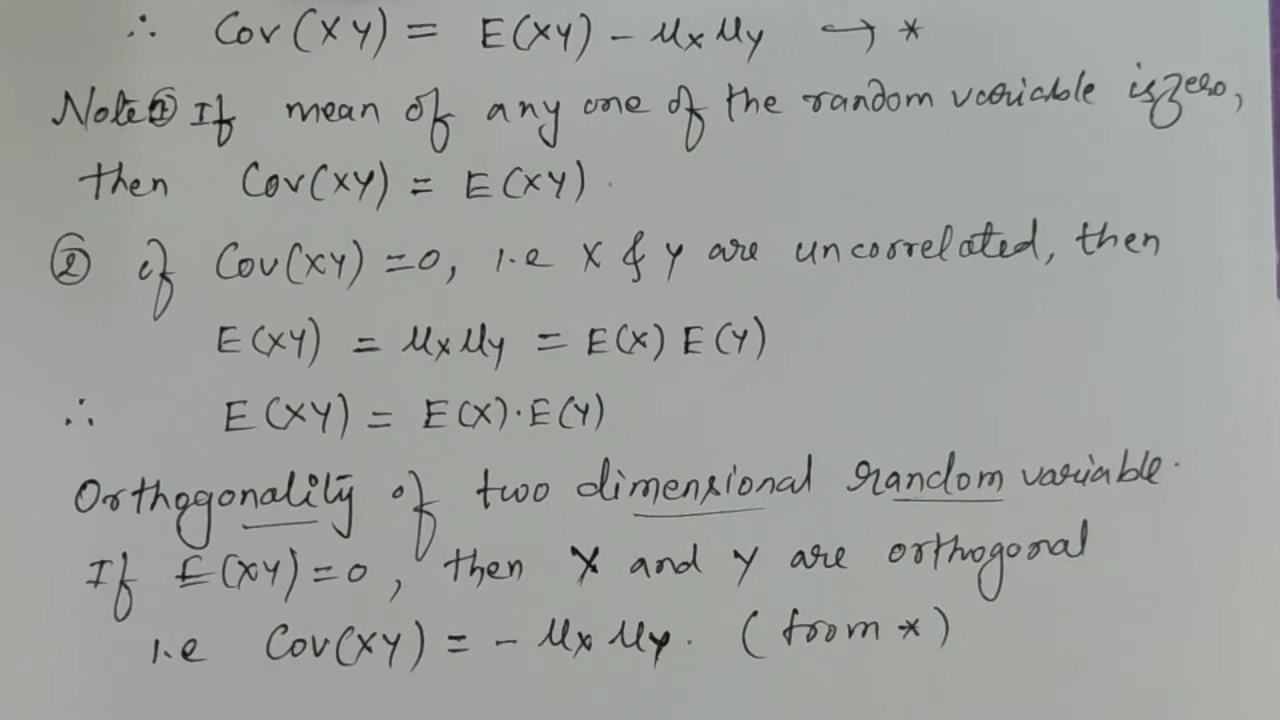 ∴ Cov(XY) = E(XY) - μx μy → *
Note ① If mean of any one of the random variable is zero,
then Cov(XY) = E(XY).
② if Cov(XY) = 0, i.e X & Y are uncorrelated, then
E(XY) = μx μy = E(X) E(Y)
∴ E(XY) = E(X)·E(Y)
Orthogonality of two dimensional random variable.
If E(XY) = 0, then X and Y are orthogonal
i.e Cov(XY) = - μx μy. (from *)